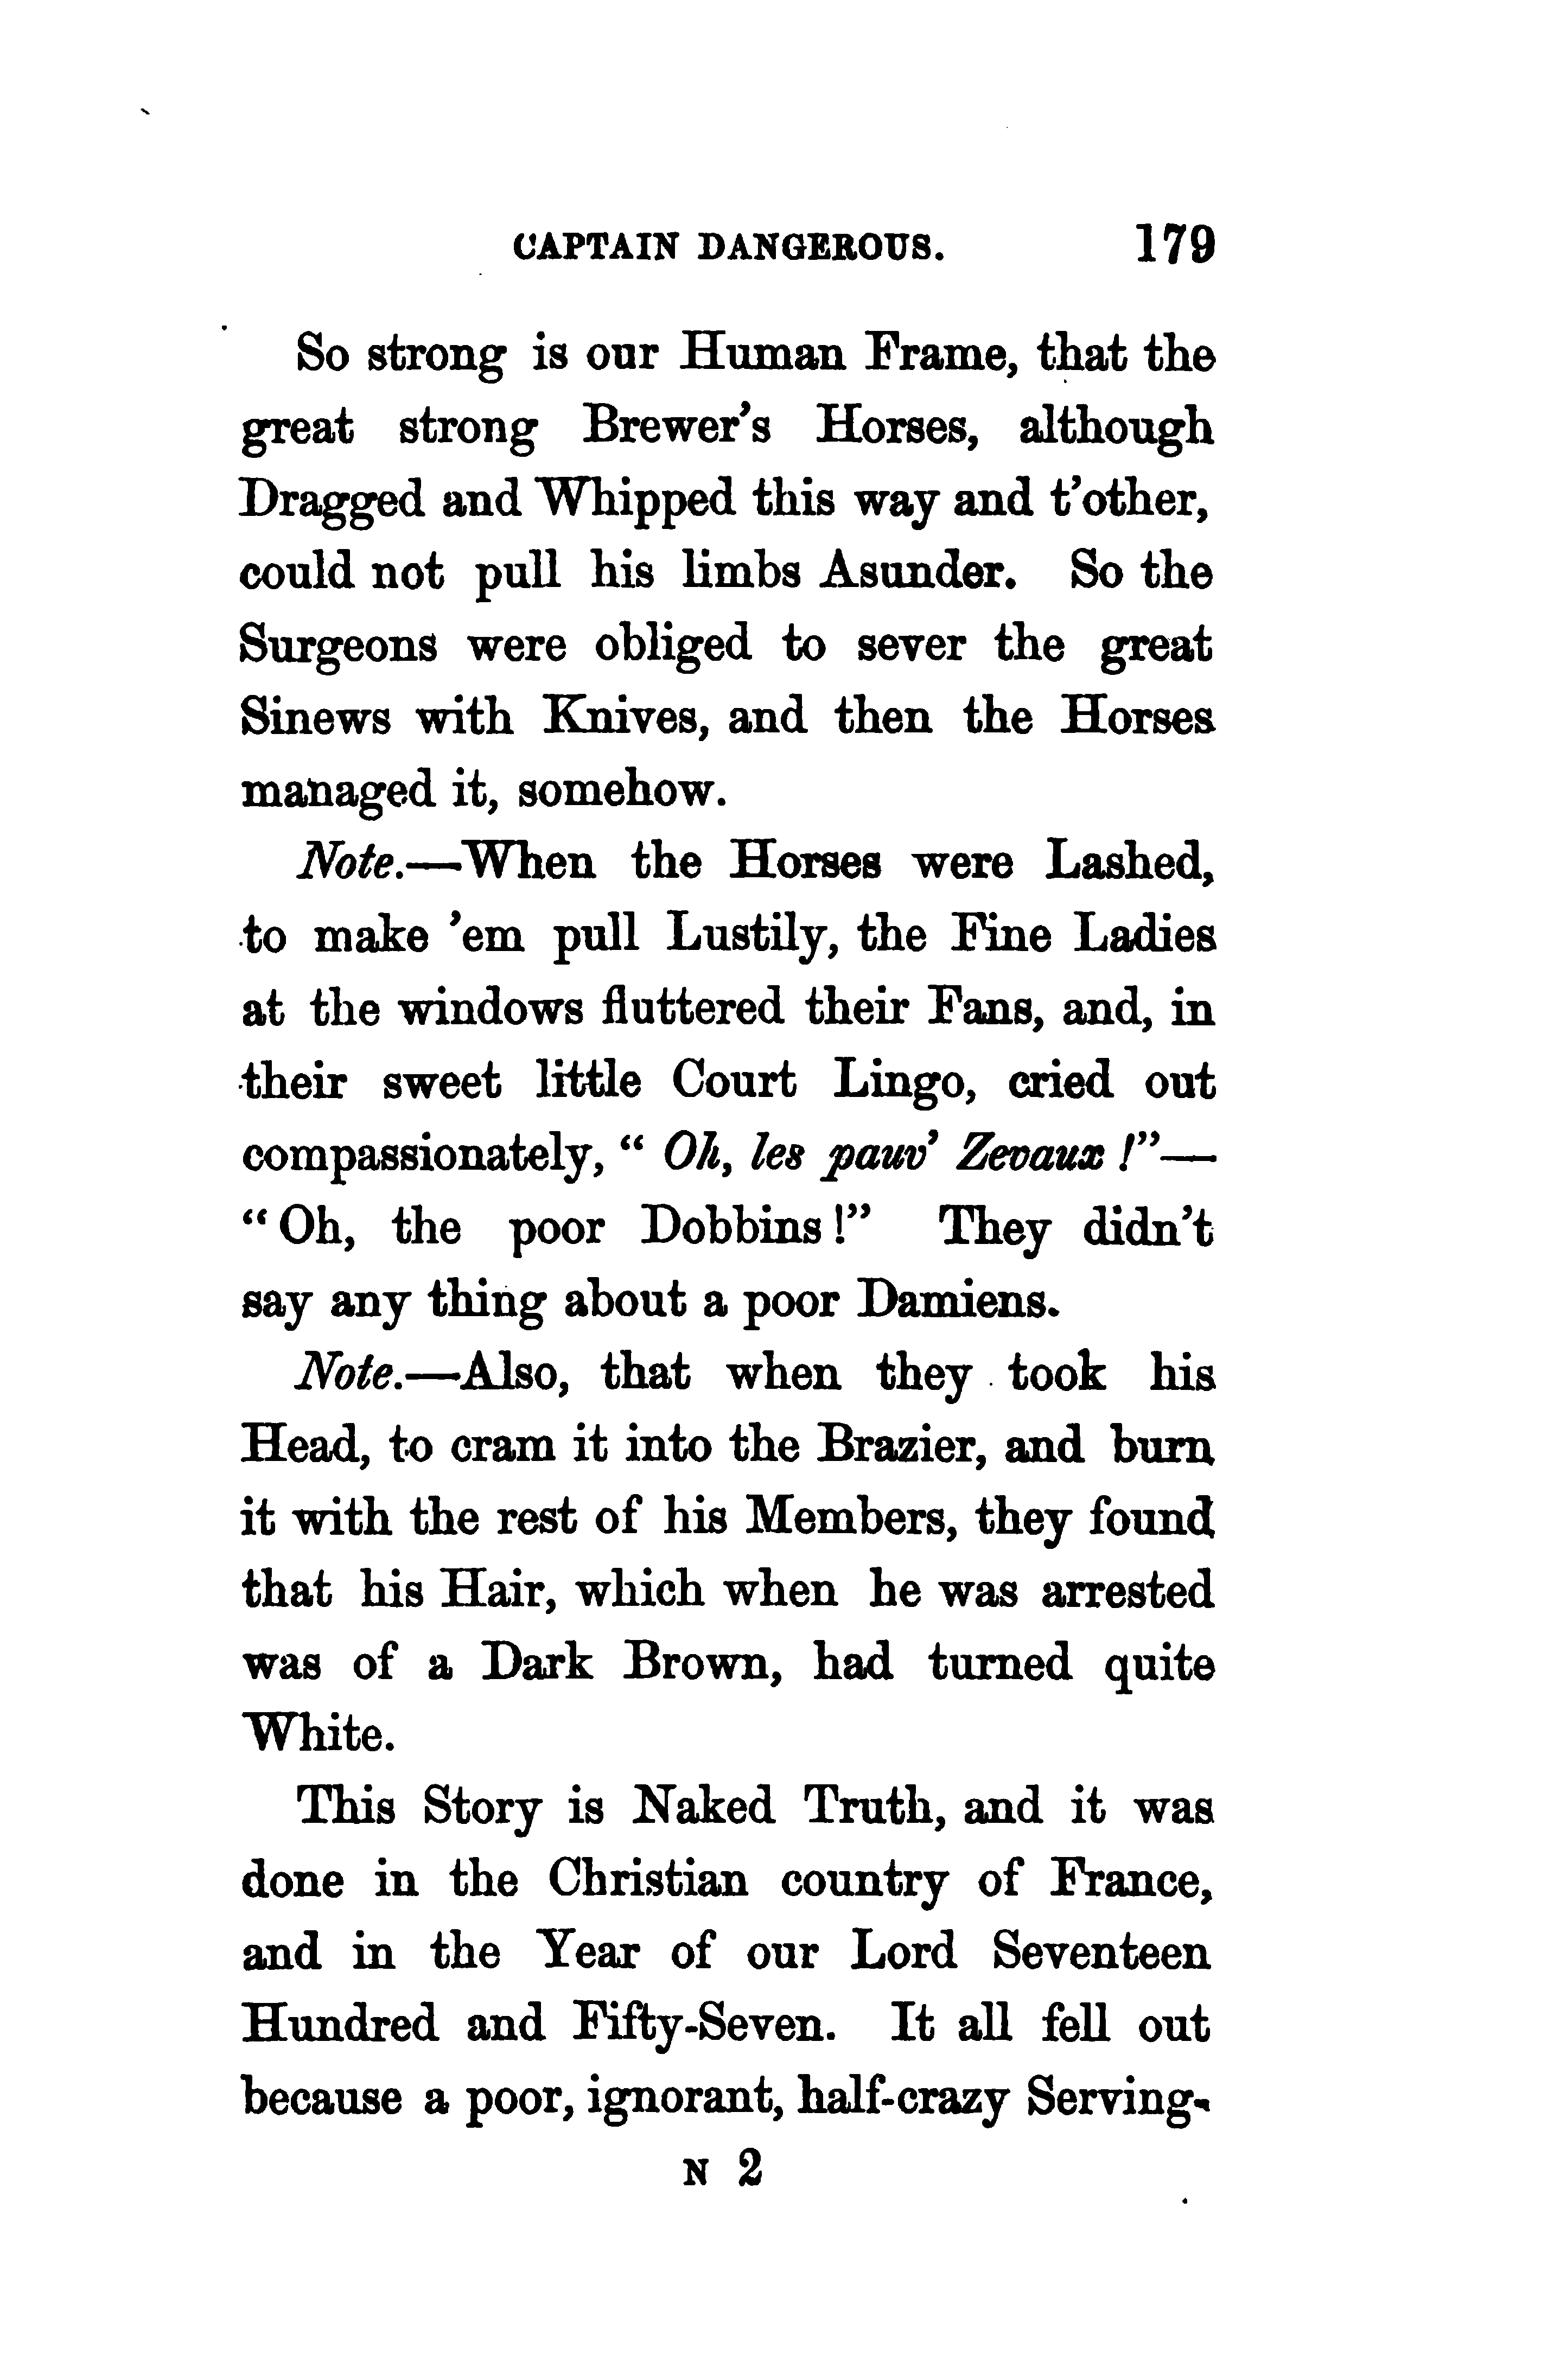 CAPTAIN DANGEROUS. 179
So strong is our Human Frame, that the
great strong Brewer's Horses, although
Dragged and Whipped this way and t'other,
could not pull his limbs Asunder. So the
Surgeons were obliged to sever the great
Sinews with Knives, and then the Horses
managed it, somehow.
Note.—When the Horses were Lashed,
to make 'em pull Lustily, the Fine Ladies
at the windows fluttered their Fans, and, in
their sweet little Court Lingo, cried out
compassionately, “ Oh, les pauv' Zevaux !”—
“ Oh, the poor Dobbins !” They didn't
say any thing about a poor Damiens.
Note.—Also, that when they took his
Head, to cram it into the Brazier, and burn
it with the rest of his Members, they found
that his Hair, which when he was arrested
was of a Dark Brown, had turned quite
White.
This Story is Naked Truth, and it was
done in the Christian country of France,
and in the Year of our Lord Seventeen
Hundred and Fifty-Seven. It all fell out
because a poor, ignorant, half-crazy Serving-
N 2